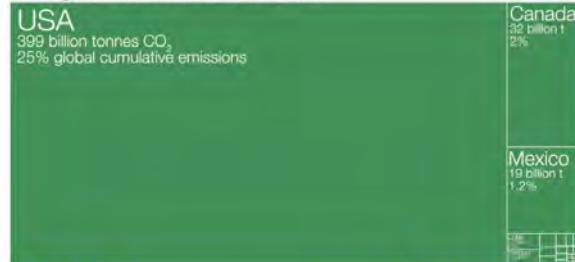 USA
399 billion tonnes CO₂
25% global cumulative emissions
Canada
32 billion t
2%
Mexico
19 billion t
1.2%